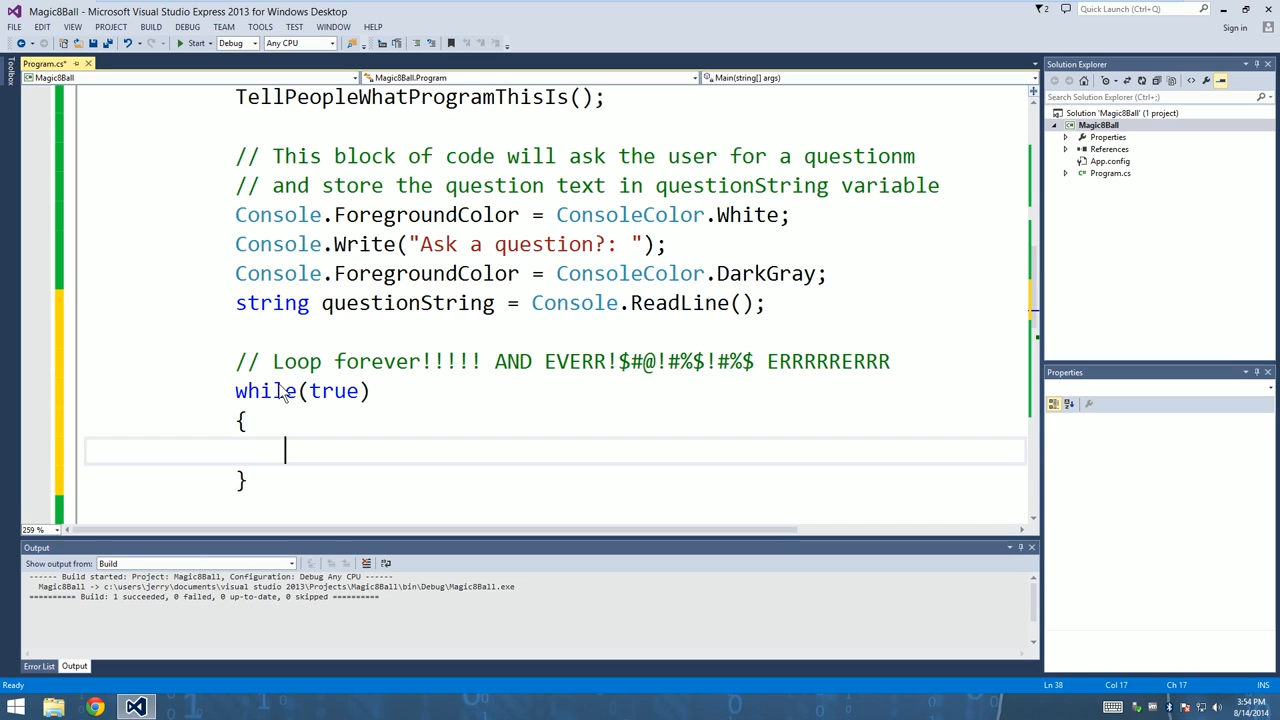 Magic8Ball - Microsoft Visual Studio Express 2013 for Windows Desktop
2
Quick Launch (Ctrl+Q)
FILE EDIT VIEW PROJECT BUILD DEBUG TEAM TOOLS TEST WINDOW HELP
Sign in
Start Debug Any CPU
Toolbox
Program.cs*
Magic8Ball Magic8Ball.Program Main(string[] args)
TellPeopleWhatProgramThisIs();
// This block of code will ask the user for a questionm
// and store the question text in questionString variable
Console.ForegroundColor = ConsoleColor.White;
Console.Write("Ask a question?: ");
Console.ForegroundColor = ConsoleColor.DarkGray;
string questionString = Console.ReadLine();
// Loop forever!!!!! AND EVERR!$#@!#%$!#%$ ERRRRRERRR
while(true)
{
}
259 %
Solution Explorer
Search Solution Explorer (Ctrl+;)
Solution 'Magic8Ball' (1 project)
Magic8Ball
Properties
References
App.config
Program.cs
Properties
Output
Show output from: Build
------ Build started: Project: Magic8Ball, Configuration: Debug Any CPU ------
Magic8Ball -> c:\users\jerry\documents\visual studio 2013\Projects\Magic8Ball\bin\Debug\Magic8Ball.exe
========== Build: 1 succeeded, 0 failed, 0 up-to-date, 0 skipped ==========
Error List Output
Ready Ln 38 Col 17 Ch 17 INS
3:54 PM
8/14/2014